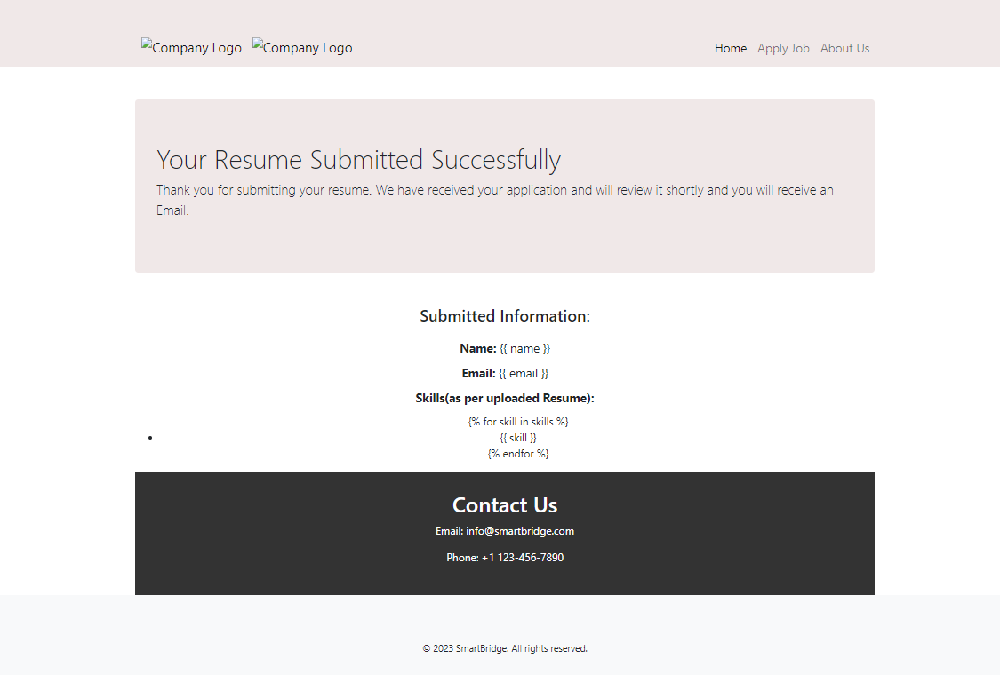 Company Logo Company Logo Home Apply Job About Us
Your Resume Submitted Successfully
Thank you for submitting your resume. We have received your application and will review it shortly and you will receive an
Email.
Submitted Information:
Name: {{ name }}
Email: {{ email }}
Skills(as per uploaded Resume):
{% for skill in skills %}
• {{ skill }}
{% endfor %}
Contact Us
Email: info@smartbridge.com
Phone: +1 123-456-7890
© 2023 SmartBridge. All rights reserved.